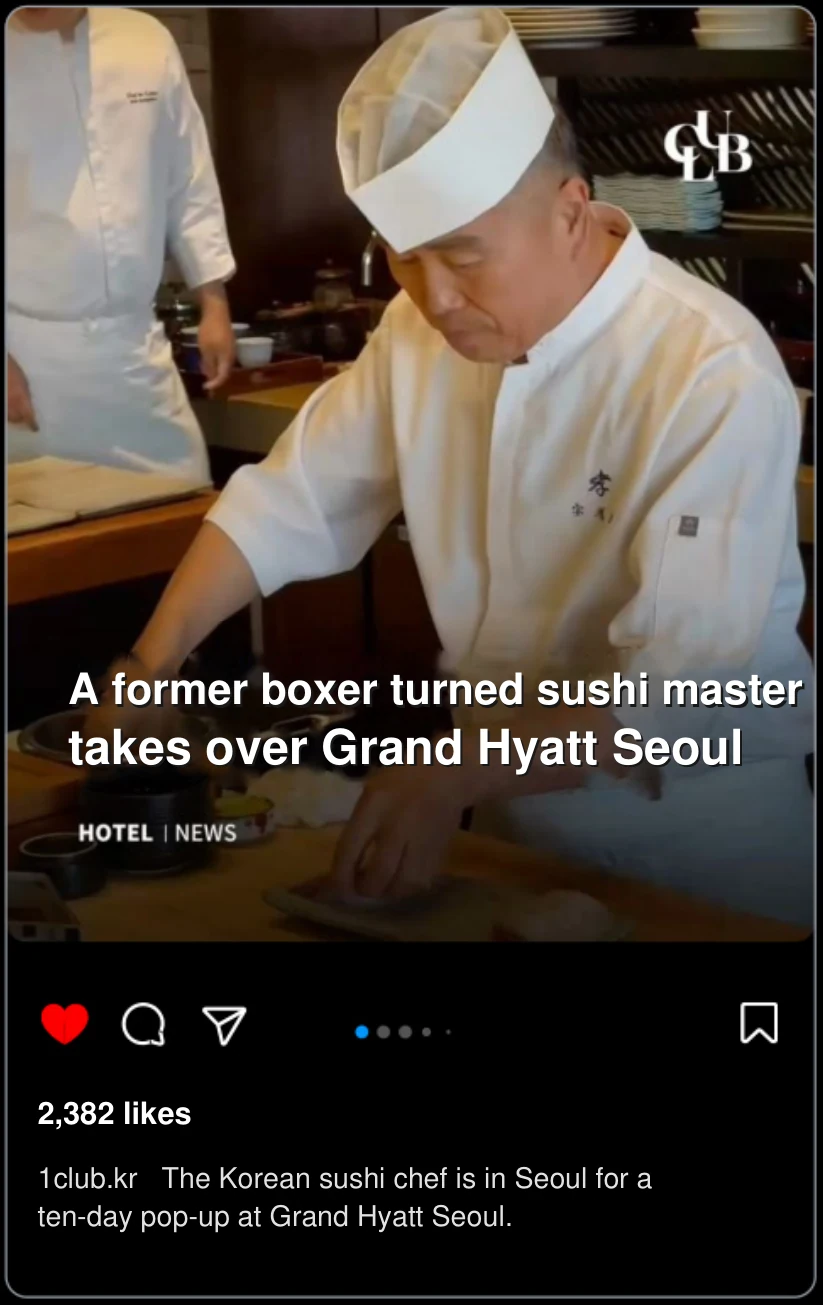 CLUB
孝
A former boxer turned sushi master
takes over Grand Hyatt Seoul
HOTEL | NEWS
2,382 likes
1club.kr The Korean sushi chef is in Seoul for a
ten-day pop-up at Grand Hyatt Seoul.